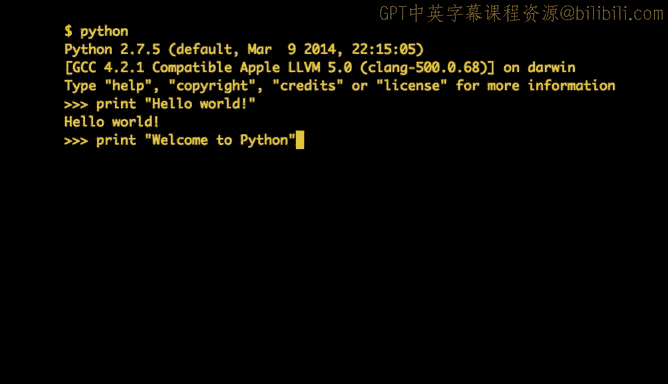 GPT中英字幕课程资源@bilibili.com
$ python
Python 2.7.5 (default, Mar  9 2014, 22:15:05)
[GCC 4.2.1 Compatible Apple LLVM 5.0 (clang-500.0.68)] on darwin
Type "help", "copyright", "credits" or "license" for more information
>>> print "Hello world!"
Hello world!
>>> print "Welcome to Python"